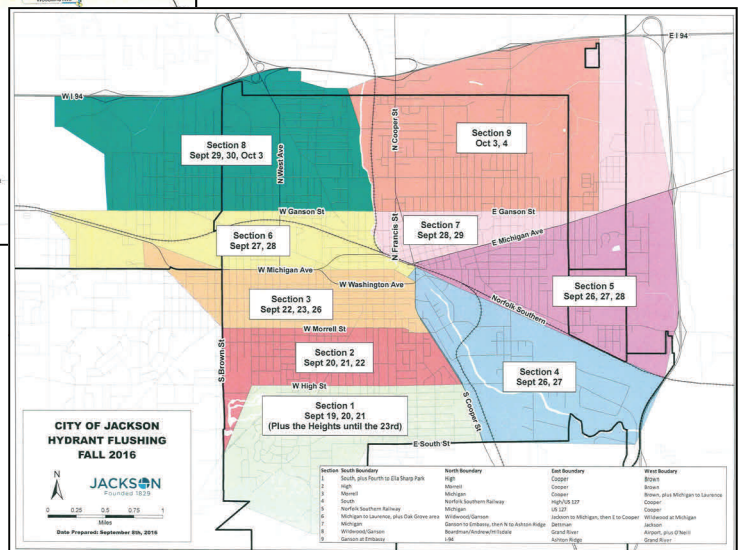 W I 94
E I 94
N Cooper St
Section 9
Oct 3, 4
Section 8
Sept 29, 30, Oct 3
N West Ave
W Ganson St
E Ganson St
Section 7
Sept 28, 29
N Francis St
E Michigan Ave
Section 6
Sept 27, 28
W Michigan Ave
W Washington Ave
Section 5
Sept 26, 27, 28
Norfolk Southern
Section 3
Sept 22, 23, 26
W Morrell St
Section 2
Sept 20, 21, 22
Section 4
Sept 26, 27
S Brown St
W High St
S Cooper St
Section 1
Sept 19, 20, 21
(Plus the Heights until the 23rd)
E South St
CITY OF JACKSON
HYDRANT FLUSHING
FALL 2016
N
JACKSON
Founded 1829
0 0.25 0.5 1
Miles
Date Prepared: September 8th, 2016
Section South Boundary North Boundary East Boundary West Boudary
1 South, plus Fourth to Ella Sharp Park High Cooper Brown
2 High Morrell Cooper Brown
3 Morrell Michigan Cooper Brown, plus Michigan to Laurence
4 South Norfolk Southern Railway High/US 127 Cooper
5 Norfolk Southern Railway Michigan US 127 Cooper
6 Michigan to Laurence, plus Oak Grove area Wildwood/Ganson Jackson to Michigan, then E to Cooper Wildwood at Michigan
7 Michigan Ganson to Embassy, then N to Ashton Ridge Dettman Jackson
8 Wildwood/Ganson Boardman/Andrew/Hillsdale Grand River Airport, plus O'Neill
9 Ganson at Embassy I-94 Ashton Ridge Grand River